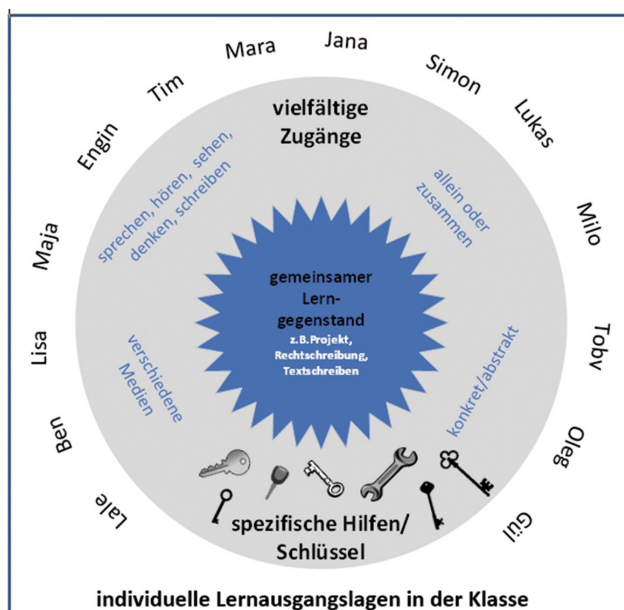 Jana
Mara
Simon
Tim
Lukas
Engin
Milo
Maja
Tobv
Lisa
Oleg
Ben
Gül
Lale
vielfältige
Zugänge
sprechen, hören, sehen,
denken, schreiben
allein oder
zusammen
gemeinsamer
Lern-
gegenstand
z.B.Projekt,
Rechtschreibung,
Textschreiben
verschiedene
Medien
konkret/abstrakt
spezifische Hilfen/
Schlüssel
individuelle Lernausgangslagen in der Klasse